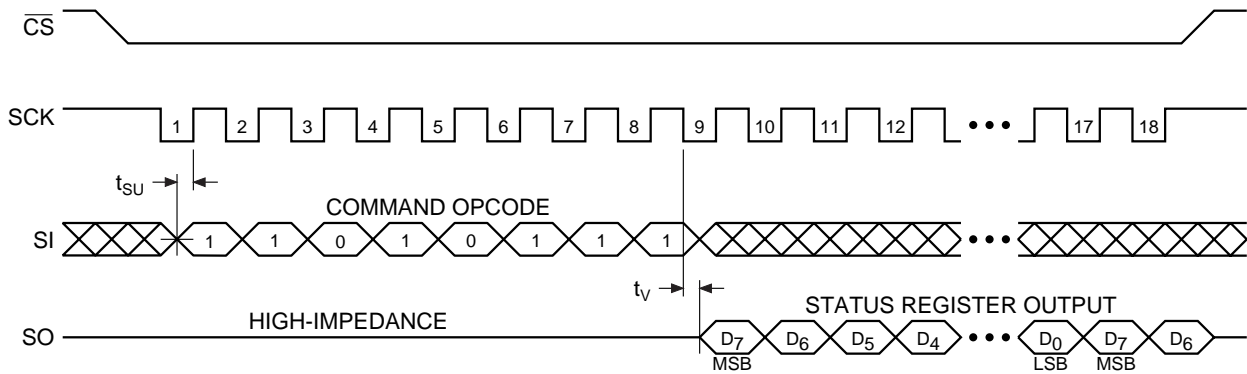 CS
SCK 1 2 3 4 5 6 7 8 9 10 11 12 ••• 17 18
tSU
COMMAND OPCODE
SI 1 1 0 1 0 1 1 1 •••
tV
HIGH-IMPEDANCE STATUS REGISTER OUTPUT
SO D7 D6 D5 D4 ••• D0 D7 D6
MSB LSB MSB